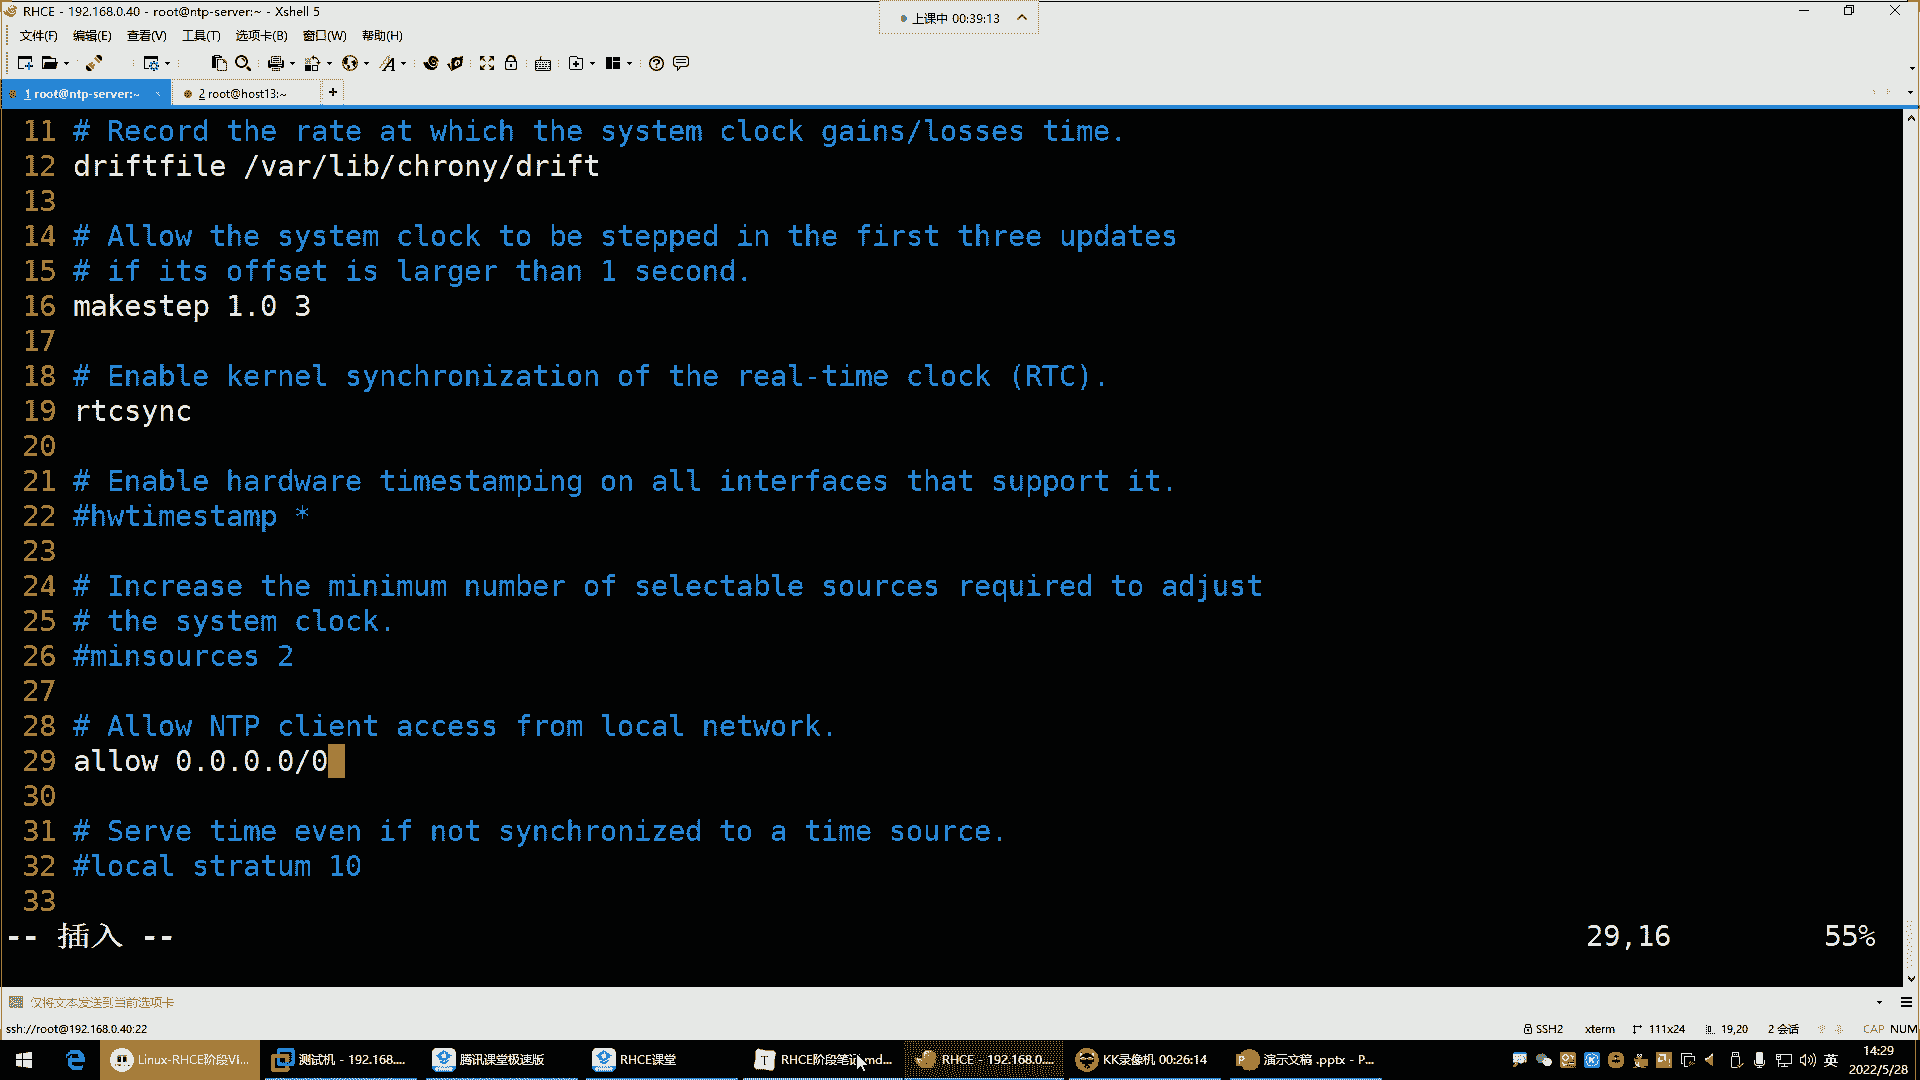 RHCE - 192.168.0.40 - root@ntp-server:~ - Xshell 5
上课中 00:39:13
文件(F) 编辑(E) 查看(V) 工具(T) 选项卡(B) 窗口(W) 帮助(H)
1 root@ntp-server:~ 2 root@host13:~
11 # Record the rate at which the system clock gains/losses time.
12 driftfile /var/lib/chrony/drift
13
14 # Allow the system clock to be stepped in the first three updates
15 # if its offset is larger than 1 second.
16 makestep 1.0 3
17
18 # Enable kernel synchronization of the real-time clock (RTC).
19 rtcsync
20
21 # Enable hardware timestamping on all interfaces that support it.
22 #hwtimestamp *
23
24 # Increase the minimum number of selectable sources required to adjust
25 # the system clock.
26 #minsources 2
27
28 # Allow NTP client access from local network.
29 allow 0.0.0.0/0
30
31 # Serve time even if not synchronized to a time source.
32 #local stratum 10
33
-- 插入 -- 29,16 55%
仅将文本发送到当前选项卡
ssh://root@192.168.0.40:22 SSH2 xterm 111x24 19,20 2 会话 CAP NUM
Linux-RHCE阶段Vi... 测试机 - 192.168.... 腾讯课堂极速版 RHCE课堂 RHCE阶段笔记.md... RHCE - 192.168.0.... KK录像机 00:26:14 演示文稿 .pptx - P... 英 14:29
2022/5/28